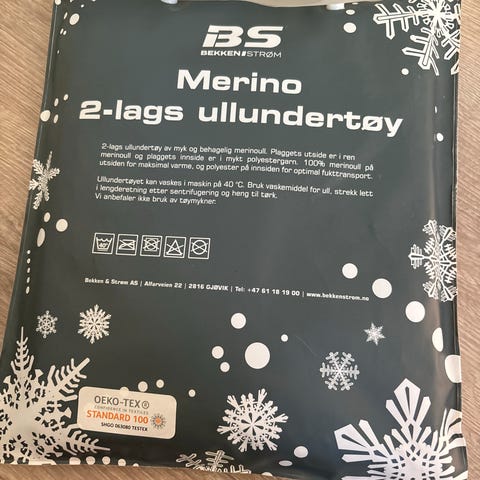 BS
BEKKEN#STRØM
Merino
2-lags ullundertøy
2-lags ullundertøy av myk og behagelig merinoull. Plaggets utside er i ren
merinoull og plaggets innside er i mykt polyestergarn. 100% merinoull på
utsiden for maksimal varme, og polyester på innsiden for optimal fukttransport.
Ullundertøyet kan vaskes i maskin på 40 °C. Bruk vaskemiddel for ull, strekk lett
i lengderetning etter sentrifugering og heng til tørk.
Vi anbefaler ikke bruk av tøymykner.
Bekken & Strøm as | Alfarveien 22 | 2816 GJØVIK | Tel: +47 61 18 19 00 | www.bekkenstrom.no
OEKO-TEX®
CONFIDENCE IN TEXTILES
STANDARD 100
SHGO 063080 TESTEX